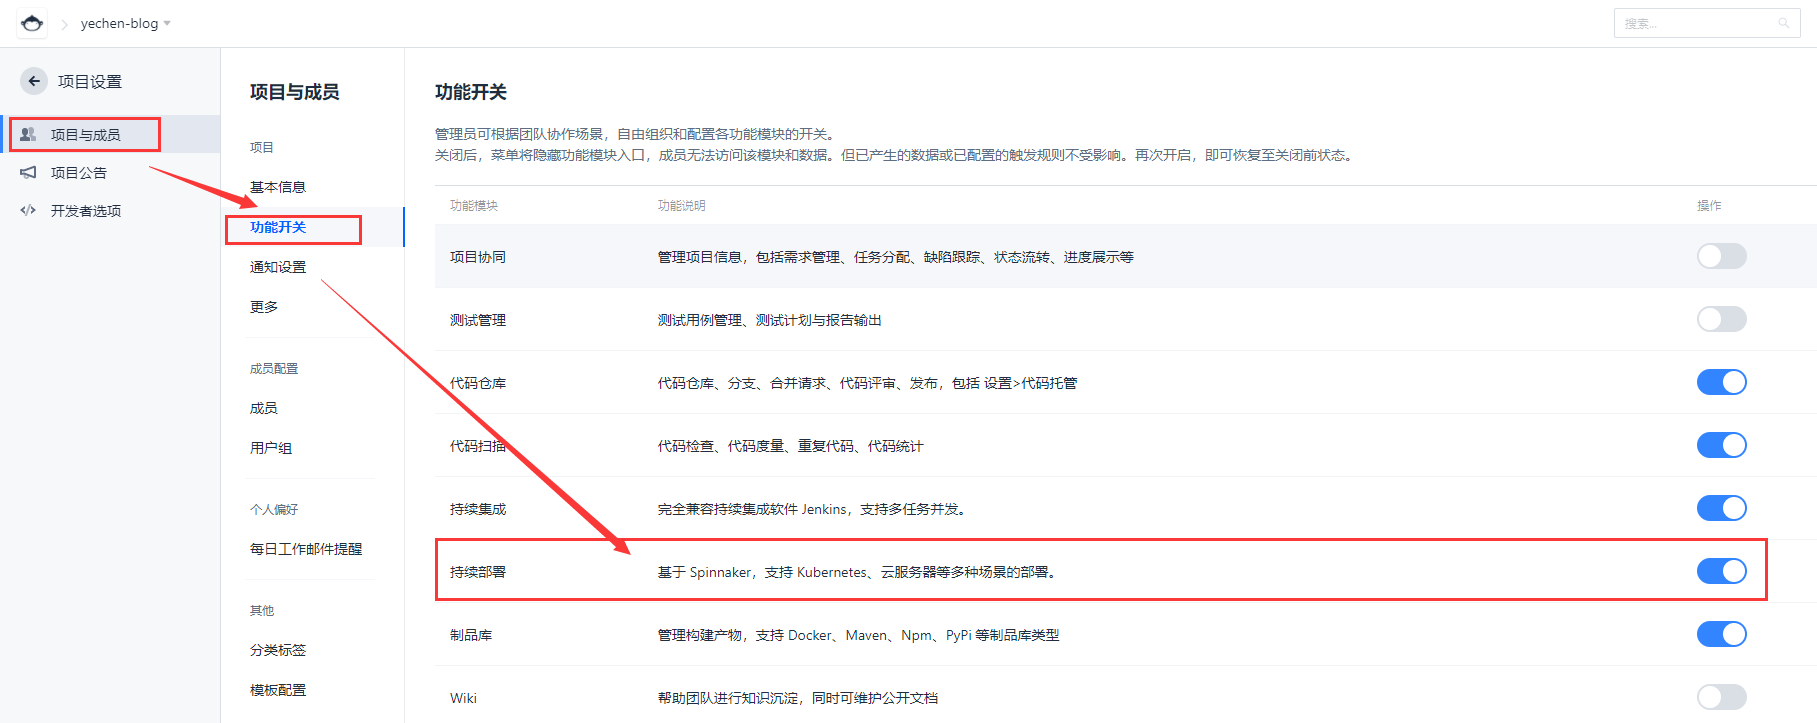 yechen-blog
搜索...
项目设置
项目与成员
项目公告
开发者选项
项目与成员
项目
基本信息
功能开关
通知设置
更多
成员配置
成员
用户组
个人偏好
每日工作邮件提醒
其他
分类标签
模板配置
功能开关
管理员可根据团队协作场景，自由组织和配置各功能模块的开关。
关闭后，菜单将隐藏功能模块入口，成员无法访问该模块和数据。但已产生的数据或已配置的触发规则不受影响。再次开启，即可恢复至关闭前状态。
功能模块 功能说明 操作
项目协同 管理项目信息，包括需求管理、任务分配、缺陷跟踪、状态流转、进度展示等
测试管理 测试用例管理、测试计划与报告输出
代码仓库 代码仓库、分支、合并请求、代码评审、发布，包括 设置>代码托管
代码扫描 代码检查、代码度量、重复代码、代码统计
持续集成 完全兼容持续集成软件 Jenkins，支持多任务并发。
持续部署 基于 Spinnaker，支持 Kubernetes、云服务器等多种场景的部署。
制品库 管理构建产物，支持 Docker、Maven、Npm、PyPi 等制品库类型
Wiki 帮助团队进行知识沉淀，同时可维护公开文档